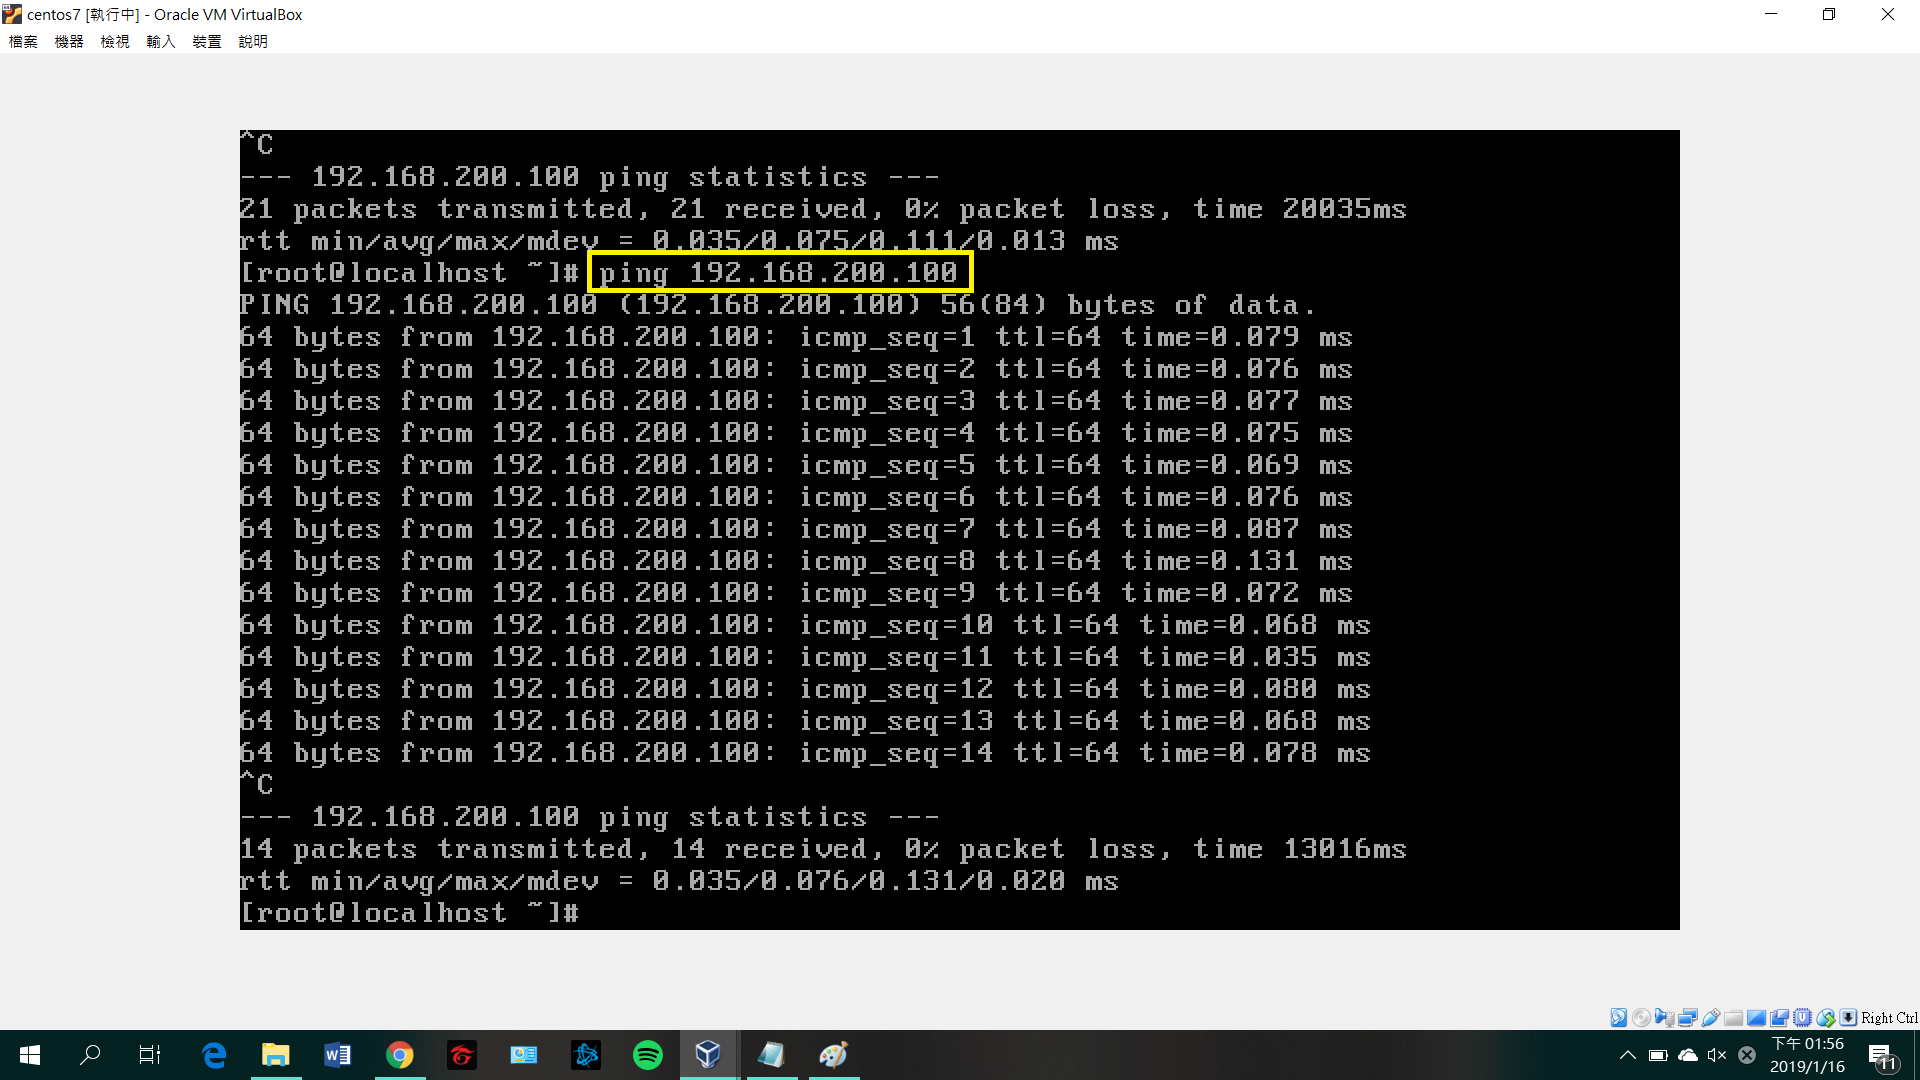 centos7 [執行中] - Oracle VM VirtualBox
檔案 機器 檢視 輸入 裝置 說明
^C
--- 192.168.200.100 ping statistics ---
21 packets transmitted, 21 received, 0% packet loss, time 20035ms
rtt min/avg/max/mdev = 0.035/0.075/0.111/0.013 ms
[root@localhost ~]# ping 192.168.200.100
PING 192.168.200.100 (192.168.200.100) 56(84) bytes of data.
64 bytes from 192.168.200.100: icmp_seq=1 ttl=64 time=0.079 ms
64 bytes from 192.168.200.100: icmp_seq=2 ttl=64 time=0.076 ms
64 bytes from 192.168.200.100: icmp_seq=3 ttl=64 time=0.077 ms
64 bytes from 192.168.200.100: icmp_seq=4 ttl=64 time=0.075 ms
64 bytes from 192.168.200.100: icmp_seq=5 ttl=64 time=0.069 ms
64 bytes from 192.168.200.100: icmp_seq=6 ttl=64 time=0.076 ms
64 bytes from 192.168.200.100: icmp_seq=7 ttl=64 time=0.087 ms
64 bytes from 192.168.200.100: icmp_seq=8 ttl=64 time=0.131 ms
64 bytes from 192.168.200.100: icmp_seq=9 ttl=64 time=0.072 ms
64 bytes from 192.168.200.100: icmp_seq=10 ttl=64 time=0.068 ms
64 bytes from 192.168.200.100: icmp_seq=11 ttl=64 time=0.035 ms
64 bytes from 192.168.200.100: icmp_seq=12 ttl=64 time=0.080 ms
64 bytes from 192.168.200.100: icmp_seq=13 ttl=64 time=0.068 ms
64 bytes from 192.168.200.100: icmp_seq=14 ttl=64 time=0.078 ms
^C
--- 192.168.200.100 ping statistics ---
14 packets transmitted, 14 received, 0% packet loss, time 13016ms
rtt min/avg/max/mdev = 0.035/0.076/0.131/0.020 ms
[root@localhost ~]#
Right Ctrl
下午 01:56
2019/1/16
11